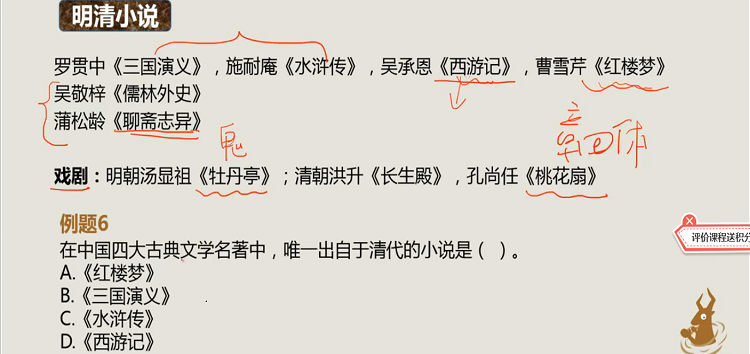 明清小说
罗贯中《三国演义》，施耐庵《水浒传》，吴承恩《西游记》，曹雪芹《红楼梦》
吴敬梓《儒林外史》
蒲松龄《聊斋志异》
鬼
章回体
戏剧：明朝汤显祖《牡丹亭》；清朝洪升《长生殿》，孔尚任《桃花扇》
例题6
在中国四大古典文学名著中，唯一出自于清代的小说是（ ）。
A.《红楼梦》
B.《三国演义》
C.《水浒传》
D.《西游记》
评价课程送积分